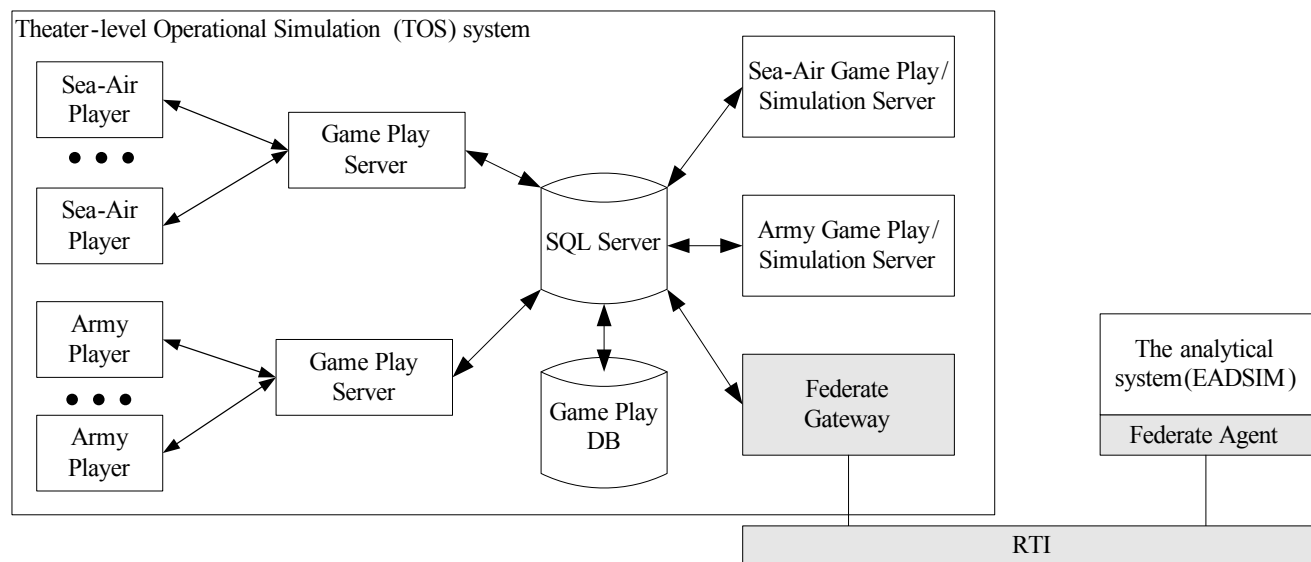 Theater-level Operational Simulation (TOS) system
Sea-Air
Player
Sea-Air
Player
Game Play
Server
Army
Player
Army
Player
Game Play
Server
SQL Server
Game Play
DB
Sea-Air Game Play/
Simulation Server
Army Game Play/
Simulation Server
Federate
Gateway
The analytical
system(EADSIM)
Federate Agent
RTI